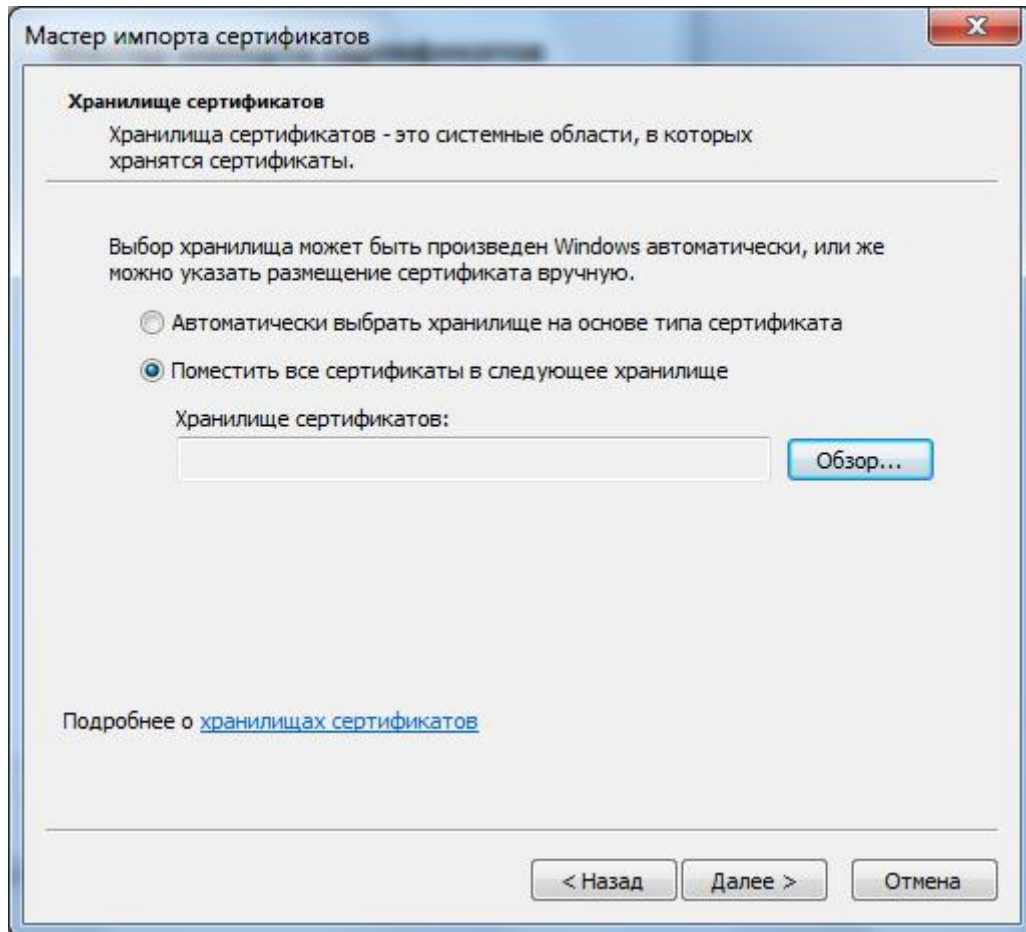 Мастер импорта сертификатов
Хранилище сертификатов
Хранилища сертификатов - это системные области, в которых
хранятся сертификаты.
Выбор хранилища может быть произведен Windows автоматически, или же
можно указать размещение сертификата вручную.
Автоматически выбрать хранилище на основе типа сертификата
Поместить все сертификаты в следующее хранилище
Хранилище сертификатов:
Обзор...
Подробнее о хранилищах сертификатов
< Назад
Далее >
Отмена